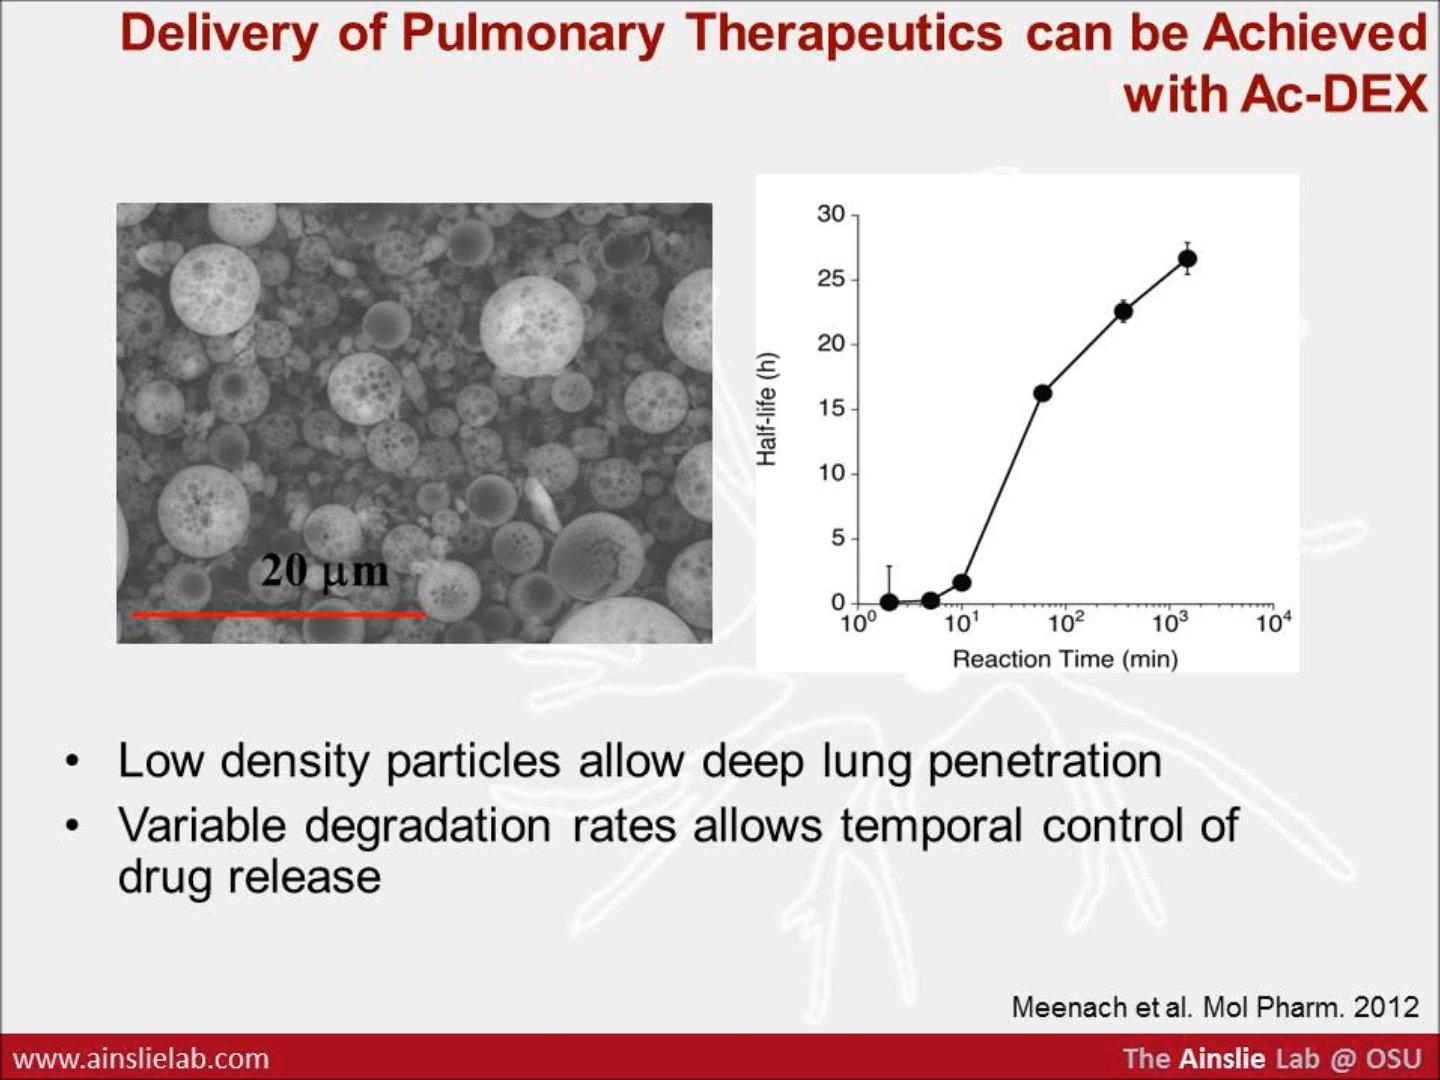 Delivery of Pulmonary Therapeutics can be Achieved
with Ac-DEX
20 μm
30
25
20
15
10
5
0
Half-life (h)
10⁰ 10¹ 10² 10³ 10⁴
Reaction Time (min)
• Low density particles allow deep lung penetration
• Variable degradation rates allows temporal control of
drug release
Meenach et al. Mol Pharm. 2012
www.ainslielab.com
The Ainslie Lab @ OSU